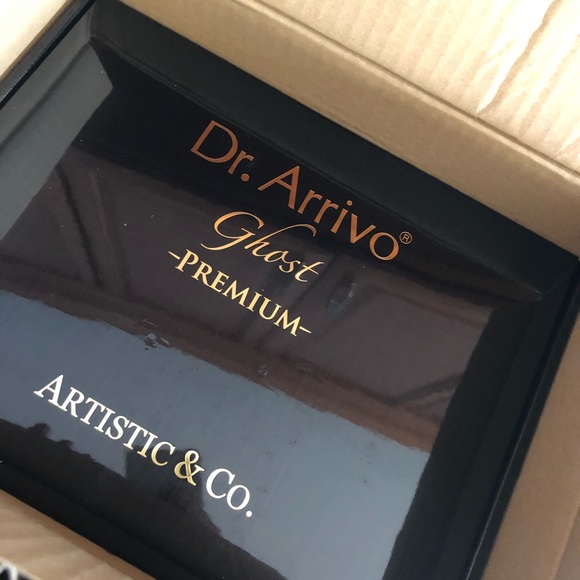 Dr. Arrivo®
Ghost
-PREMIUM-
ARTISTIC & CO.